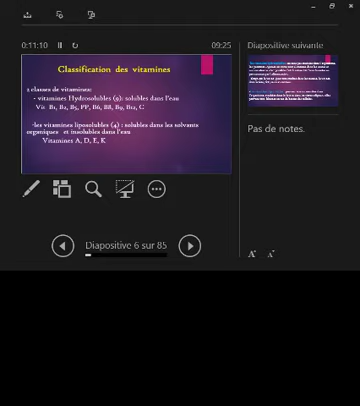 0:11:10
09:25
Diapositive suivante
Classification des vitamines
2 classes de vitamines:
- vitamines Hydrosolubles (9): solubles dans l'eau
Vit B1, B2, B5, PP, B6, B8, B9, B12, C
-les vitamines liposolubles (4) : solubles dans les solvants
organiques et insolubles dans l'eau
Vitamines A, D, E, K
Pas de notes.
Diapositive 6 sur 85
A A